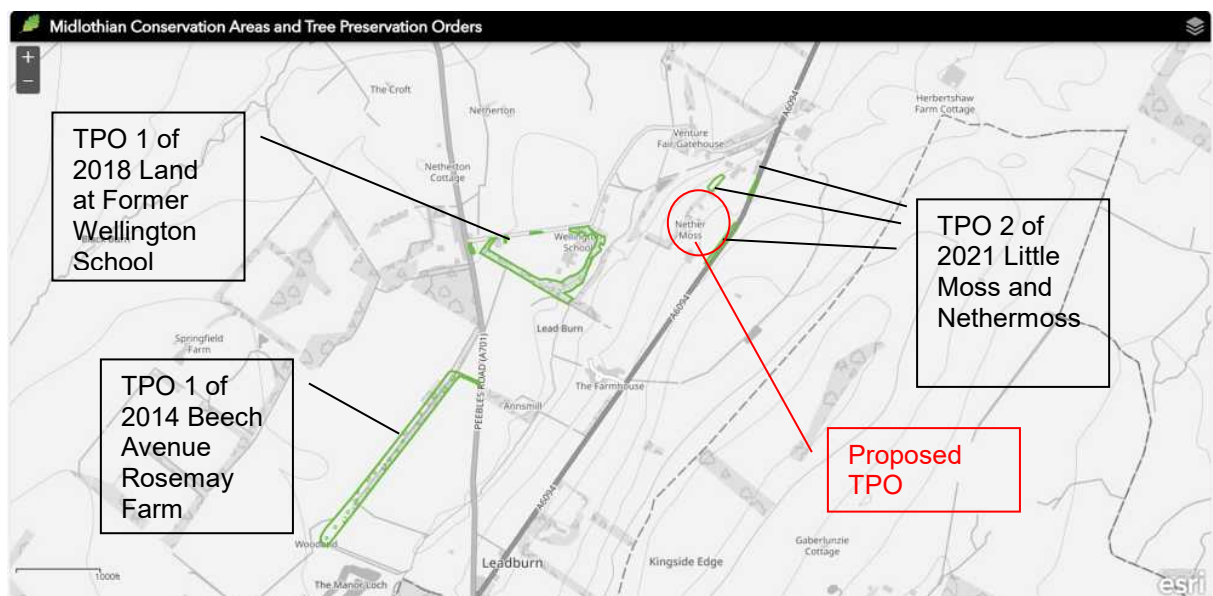 Midlothian Conservation Areas and Tree Preservation Orders
+
−
The Croft
Netherton
Netherton
Cottage
Venture
Fair Gatehouse
A6094
Herbertshaw
Farm Cottage
TPO 1 of
2018 Land
at Former
Wellington
School
Nether
Moss
Wellington
School
TPO 2 of
2021 Little
Moss and
Nethermoss
A6094
Lead Burn
Springfield
Farm
PEEBLES ROAD (A701)
The Farmhouse
TPO 1 of
2014 Beech
Avenue
Rosemay
Farm
Annsmill
Proposed
TPO
A6094
Woodend
Leadburn
Kingside Edge
Gaberlunzie
Cottage
1000ft
The Manor Loch
esri